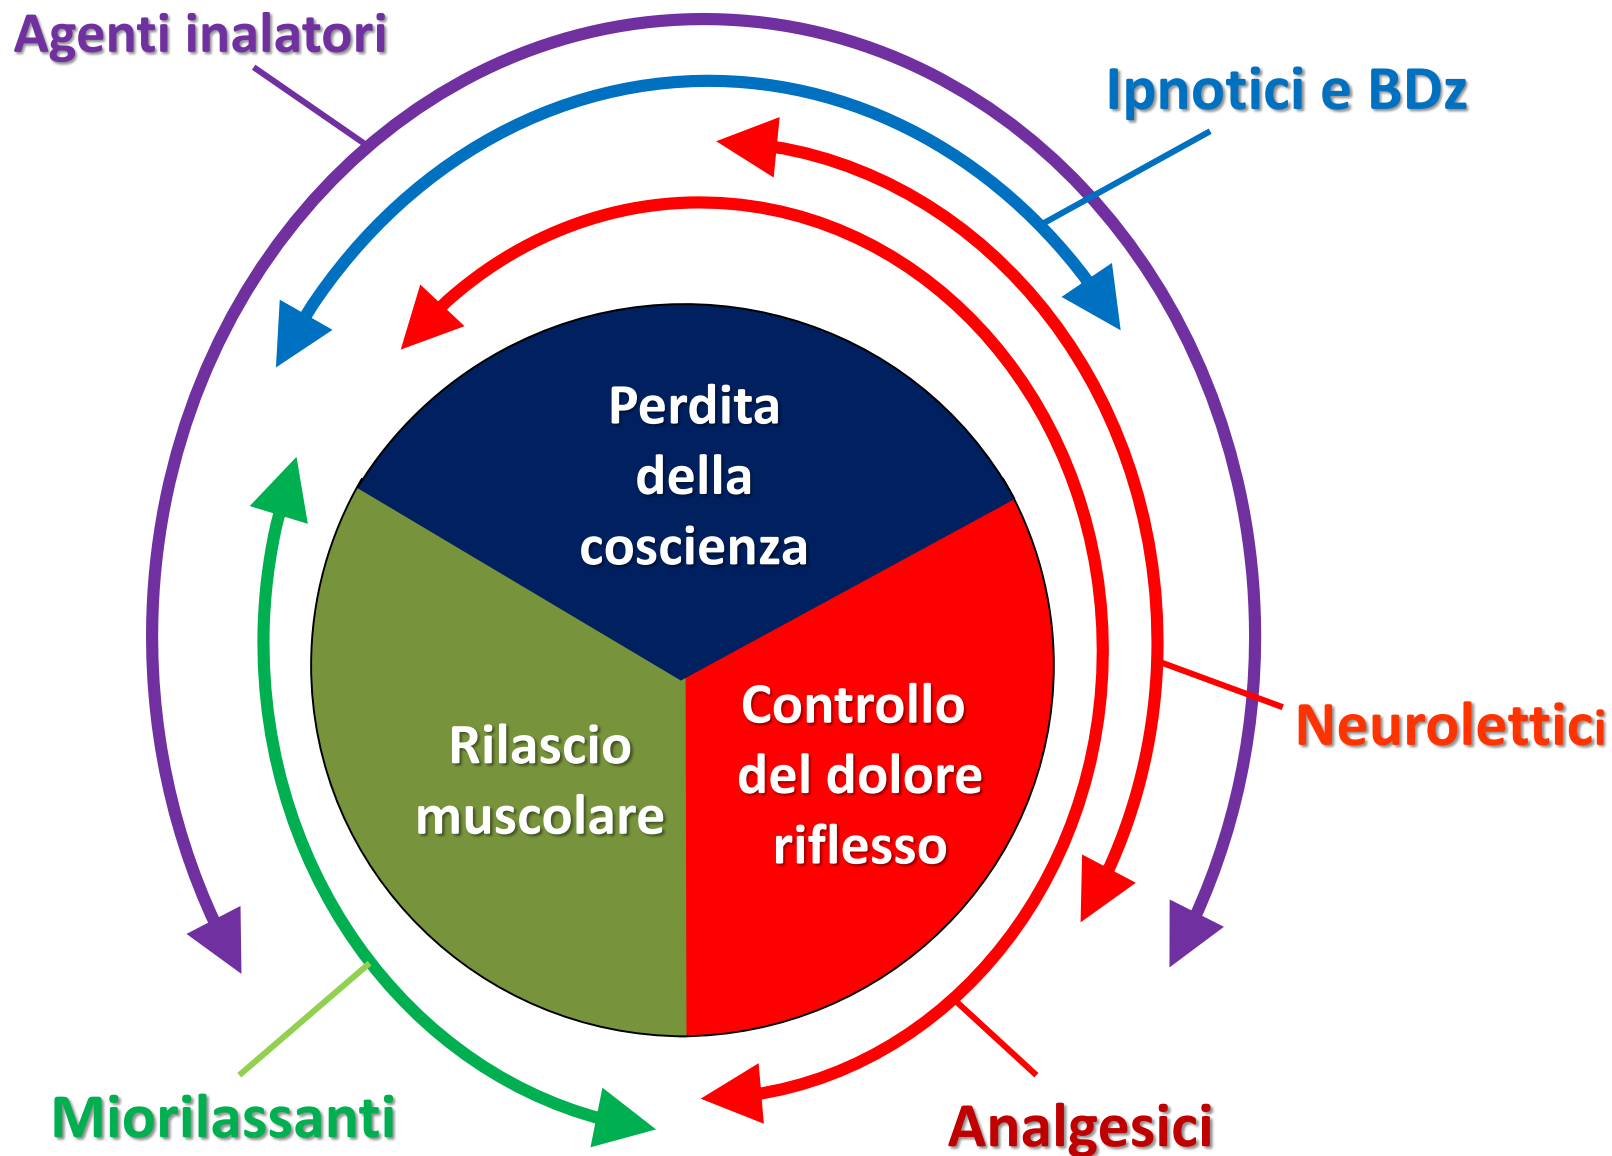 Agenti inalatori
Ipnotici e BDz
Perdita
della
coscienza
Controllo
del dolore
riflesso
Rilascio
muscolare
Neurolettici
Miorilassanti
Analgesici